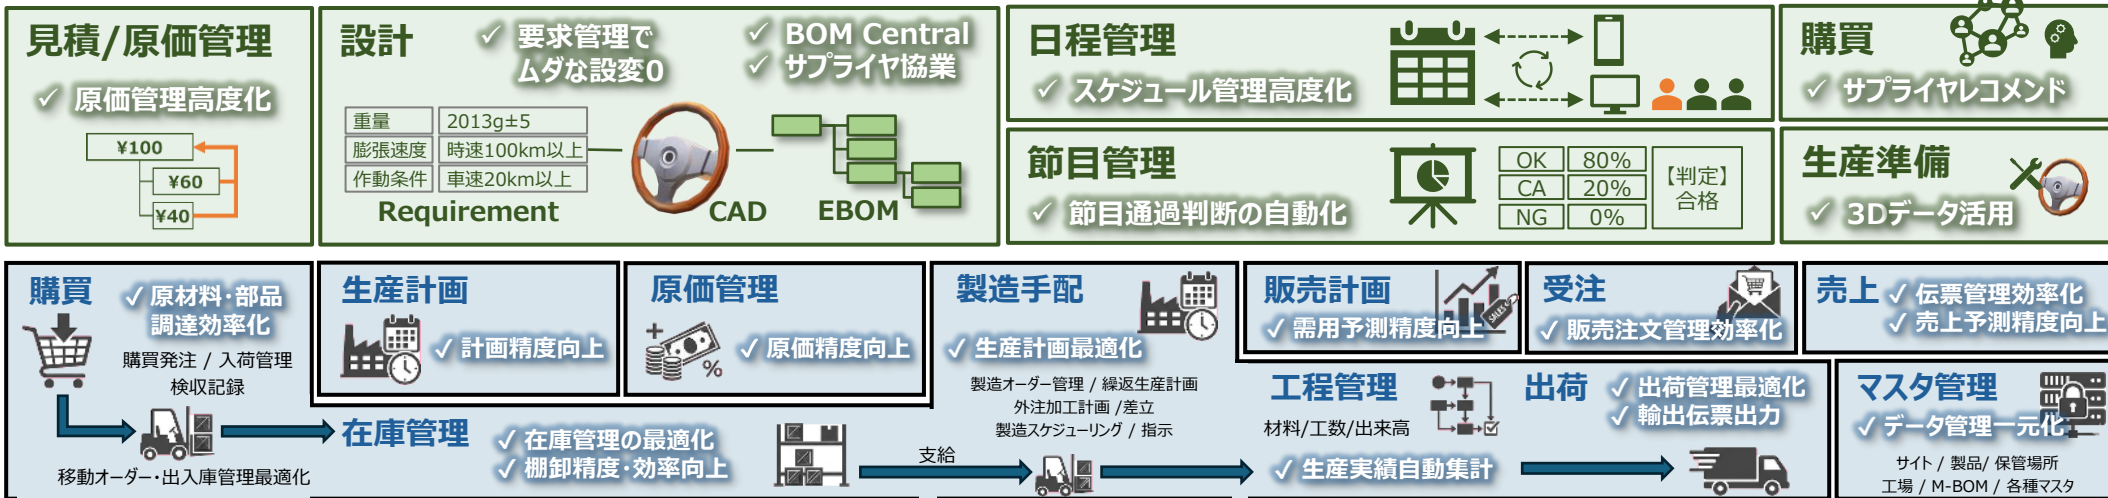 見積/原価管理
✓ 原価管理高度化
¥100
¥60
¥40
設計
✓ 要求管理で
ムダな設変0
✓ BOM Central
✓ サプライヤ協業
重量 2013g±5
膨張速度 時速100km以上
作動条件 車速20km以上
Requirement
CAD
EBOM
日程管理
✓ スケジュール管理高度化
節目管理
✓ 節目通過判断の自動化
OK 80%
CA 20%
NG 0%
【判定】
合格
購買
✓ サプライヤレコメンド
生産準備
✓ 3Dデータ活用
購買
✓ 原材料・部品
調達効率化
購買発注 / 入荷管理
検収記録
移動オーダー・出入庫管理最適化
生産計画
✓ 計画精度向上
原価管理
✓ 原価精度向上
%
在庫管理
✓ 在庫管理の最適化
✓ 棚卸精度・効率向上
支給
製造手配
✓ 生産計画最適化
製造オーダー管理 / 繰返生産計画
外注加工計画 /差立
製造スケジューリング / 指示
販売計画
SALES
✓ 需用予測精度向上
受注
✓ 販売注文管理効率化
売上
✓ 伝票管理効率化
✓ 売上予測精度向上
工程管理
材料/工数/出来高
✓ 生産実績自動集計
出荷
✓ 出荷管理最適化
✓ 輸出伝票出力
マスタ管理
✓ データ管理一元化
サイト / 製品/ 保管場所
工場 / M-BOM / 各種マスタ